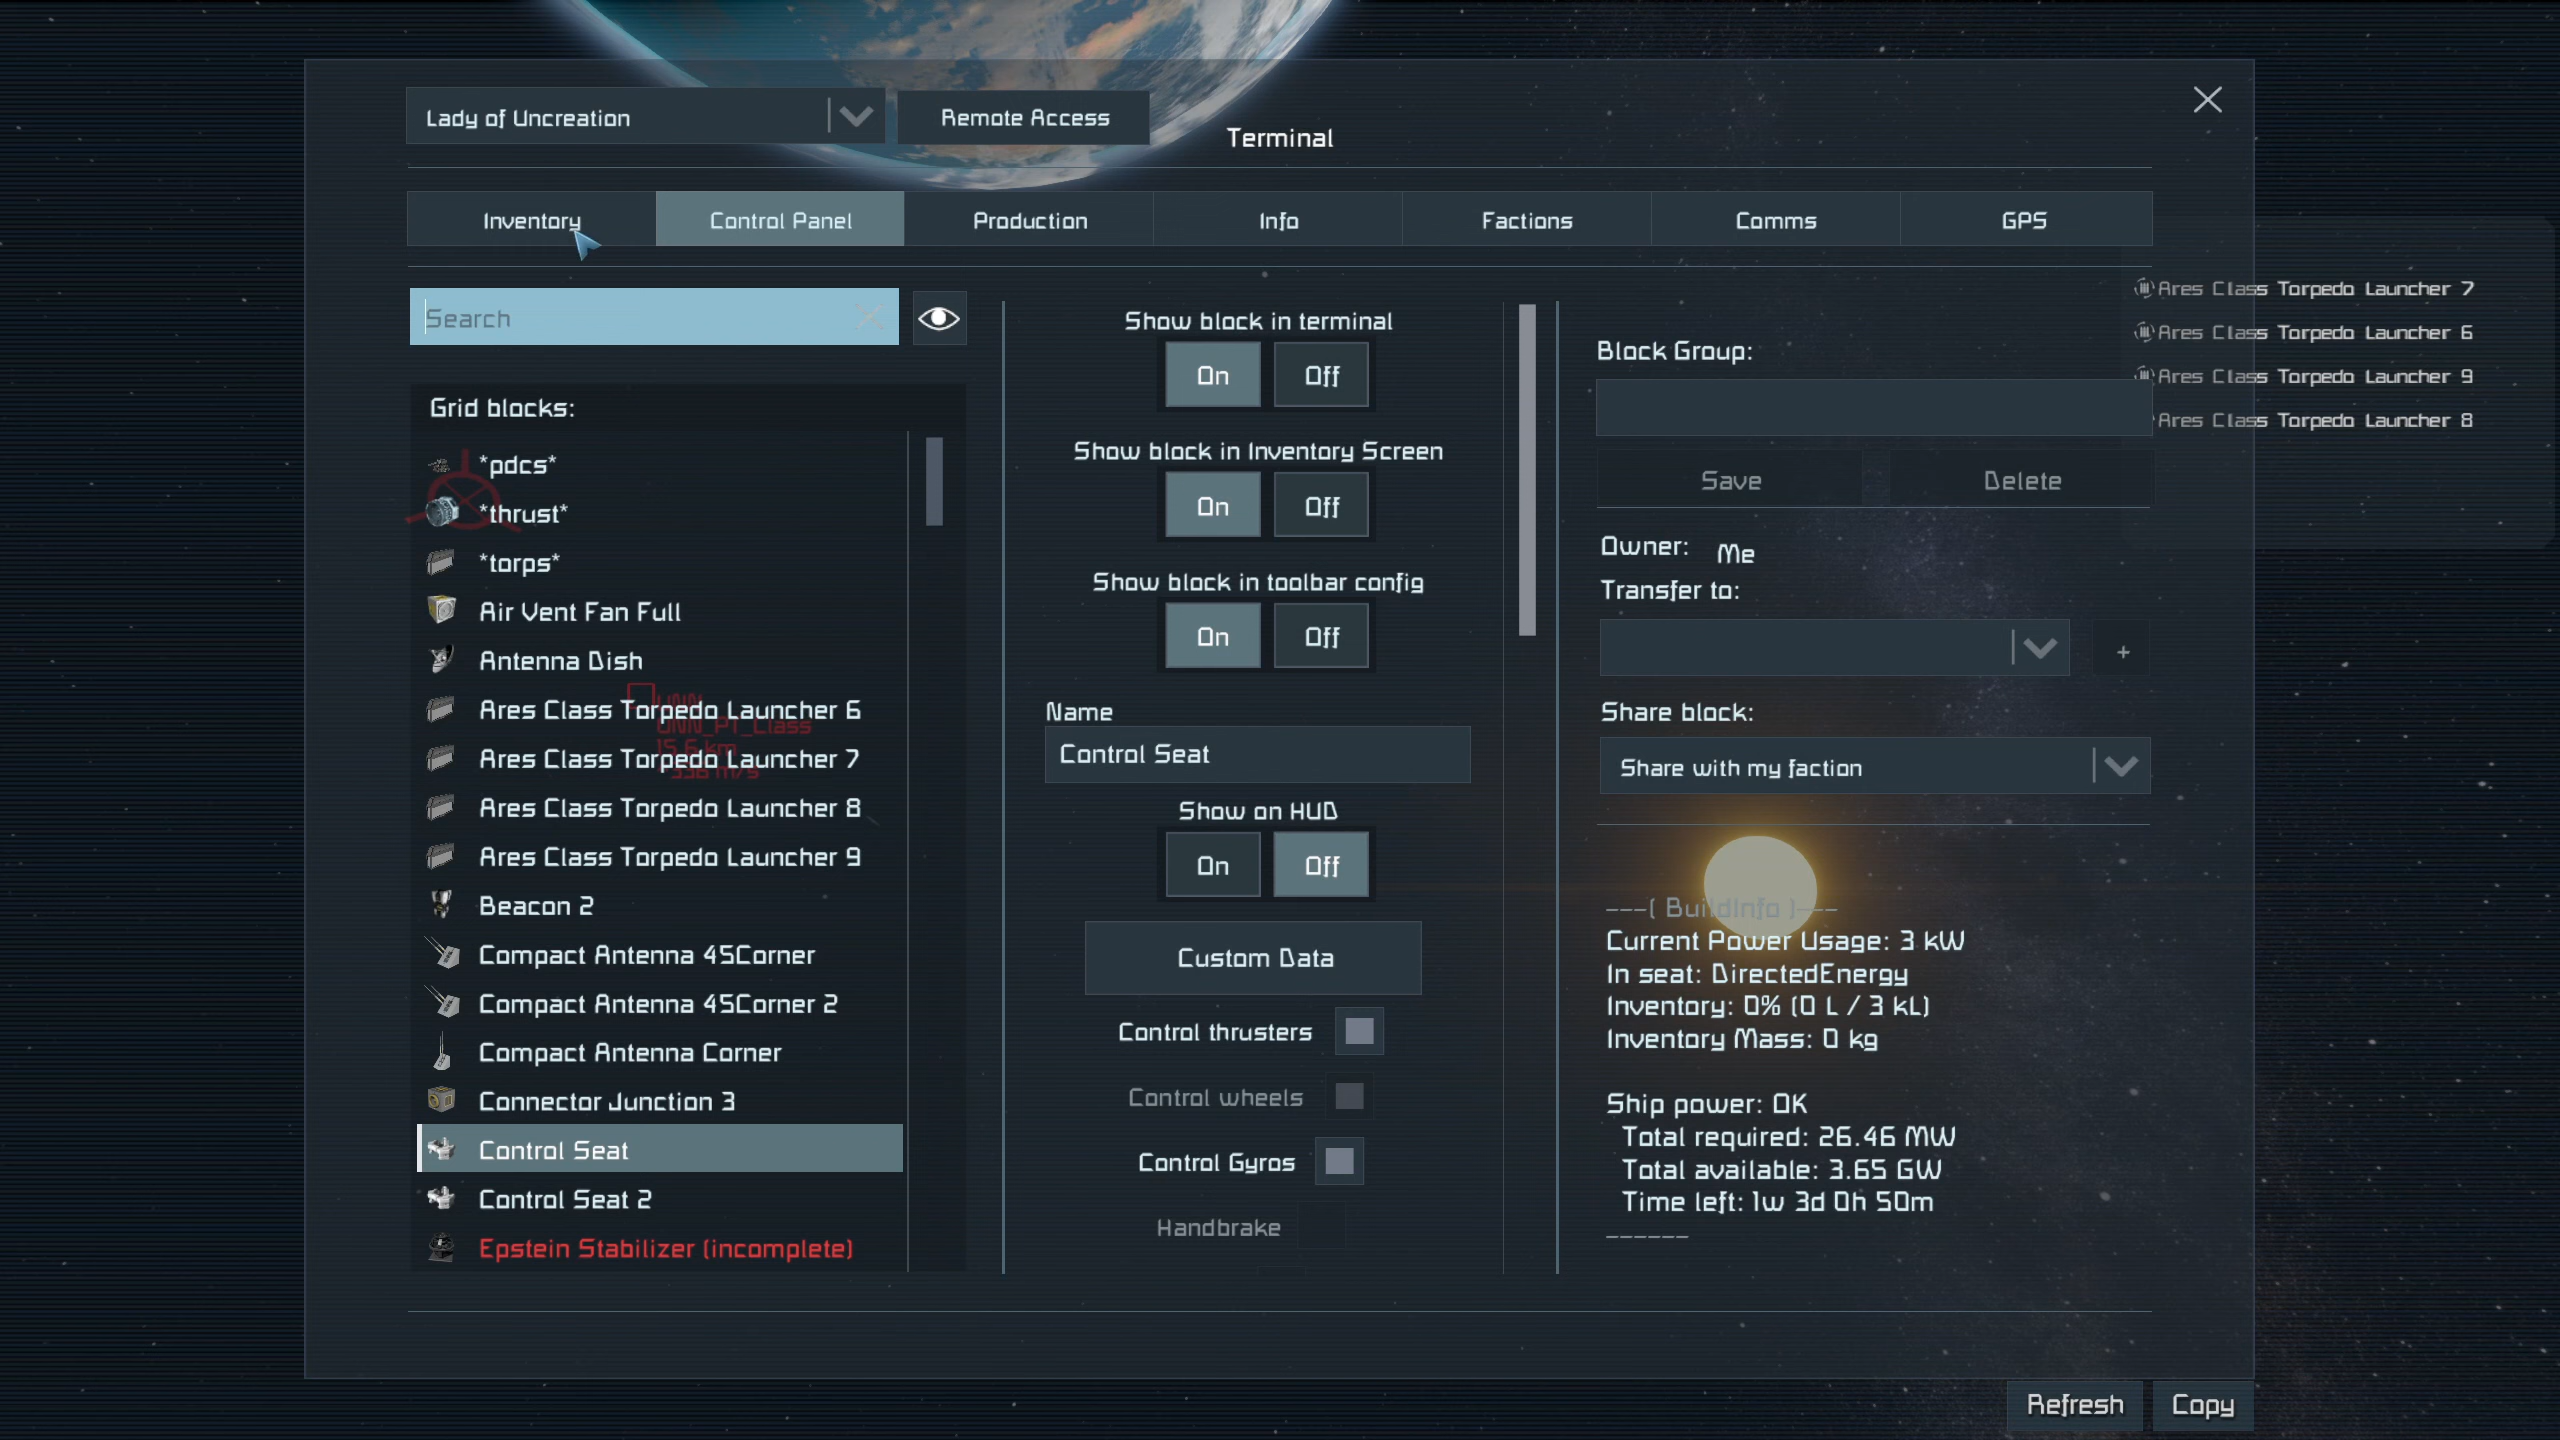 Lady of Uncreation
Remote Access
Terminal
Inventory
Control Panel
Production
Info
Factions
Comms
GPS
Search
Grid blocks:
*pdcs*
*thrust*
*torps*
Air Vent Fan Full
Antenna Dish
Ares Class Torpedo Launcher 6
Ares Class Torpedo Launcher 7
Ares Class Torpedo Launcher 8
Ares Class Torpedo Launcher 9
Beacon 2
Compact Antenna 45Corner
Compact Antenna 45Corner 2
Compact Antenna Corner
Connector Junction 3
Control Seat
Control Seat 2
Epstein Stabilizer (incomplete)
UNN_PT_Class
15.6 km
Show block in terminal
On
Off
Show block in Inventory Screen
On
Off
Show block in toolbar config
On
Off
Name
Control Seat
Show on HUD
On
Off
Custom Data
Control thrusters
Control wheels
Control Gyros
Handbrake
Ares Class Torpedo Launcher 7
Ares Class Torpedo Launcher 6
Ares Class Torpedo Launcher 9
Ares Class Torpedo Launcher 8
Block Group:
Save
Delete
Owner: Me
Transfer to:
+
Share block:
Share with my faction
---( BuildInfo )---
Current Power Usage: 3 kW
In seat: DirectedEnergy
Inventory: 0% (0 L / 3 kL)
Inventory Mass: 0 kg
Ship power: OK
Total required: 26.46 MW
Total available: 3.65 GW
Time left: 1w 3d 0h 50m
------
Refresh
Copy